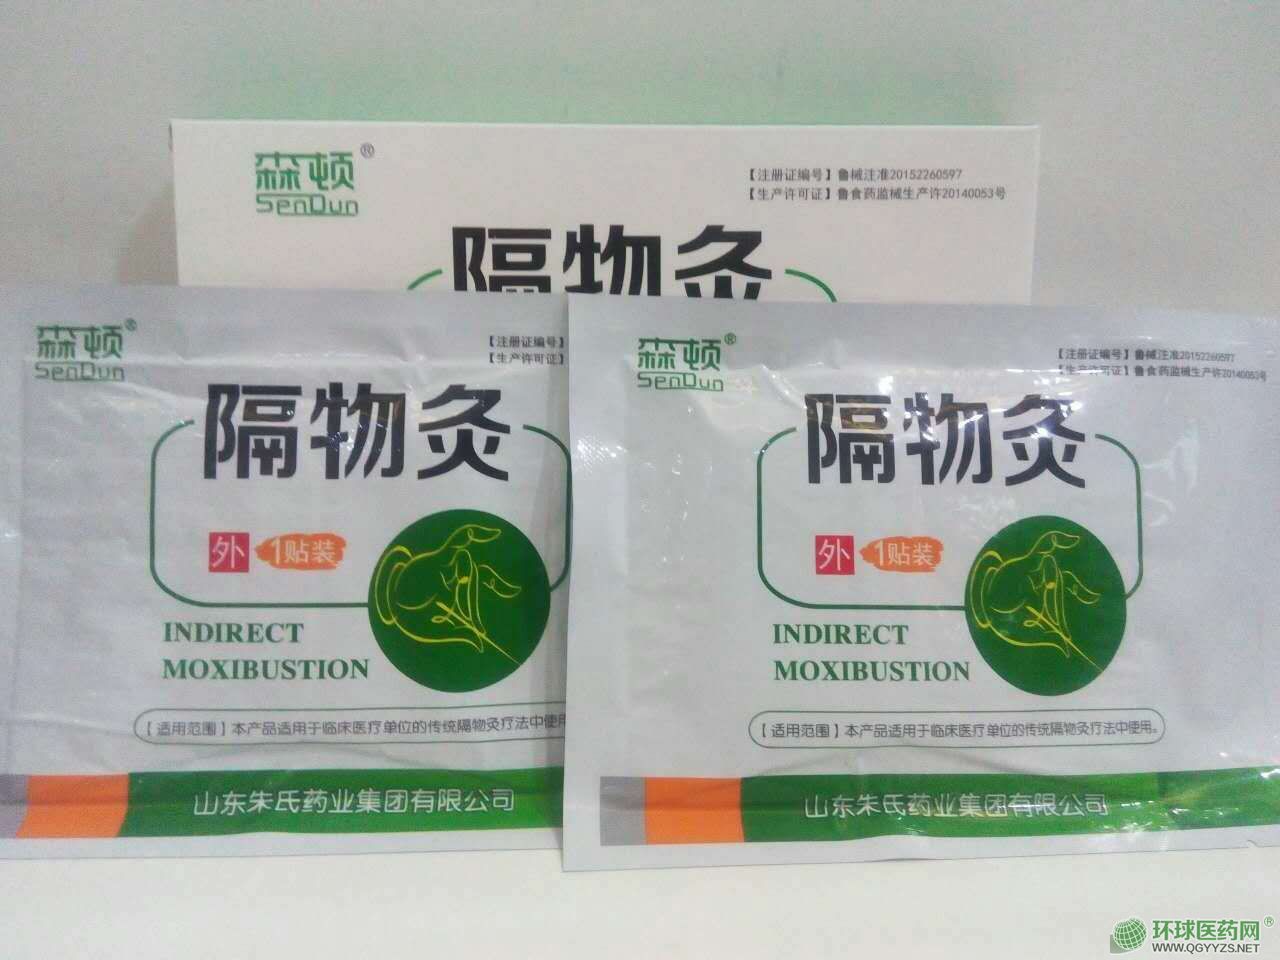 森顿®
SenDun
【注册证编号】鲁械注准20152260597
【生产许可证】鲁食药监械生产许20140053号
隔物灸
森顿®
SenDun
【注册证编号】
【生产许可证】
隔物灸
外 1贴装
INDIRECT
MOXIBUSTION
【适用范围】本产品适用于临床医疗单位的传统隔物灸疗法中使用
山东朱氏药业集团有限公司
森顿®
SenDun
【注册证编号】鲁械注准20152260597
【生产许可证】鲁食药监械生产许20140053号
隔物灸
外 1贴装
INDIRECT
MOXIBUSTION
【适用范围】本产品适用于临床医疗单位的传统隔物灸疗法中使用。
山东朱氏药业集团有限公司
环球医药网®
WWW.QGYYZS.NET